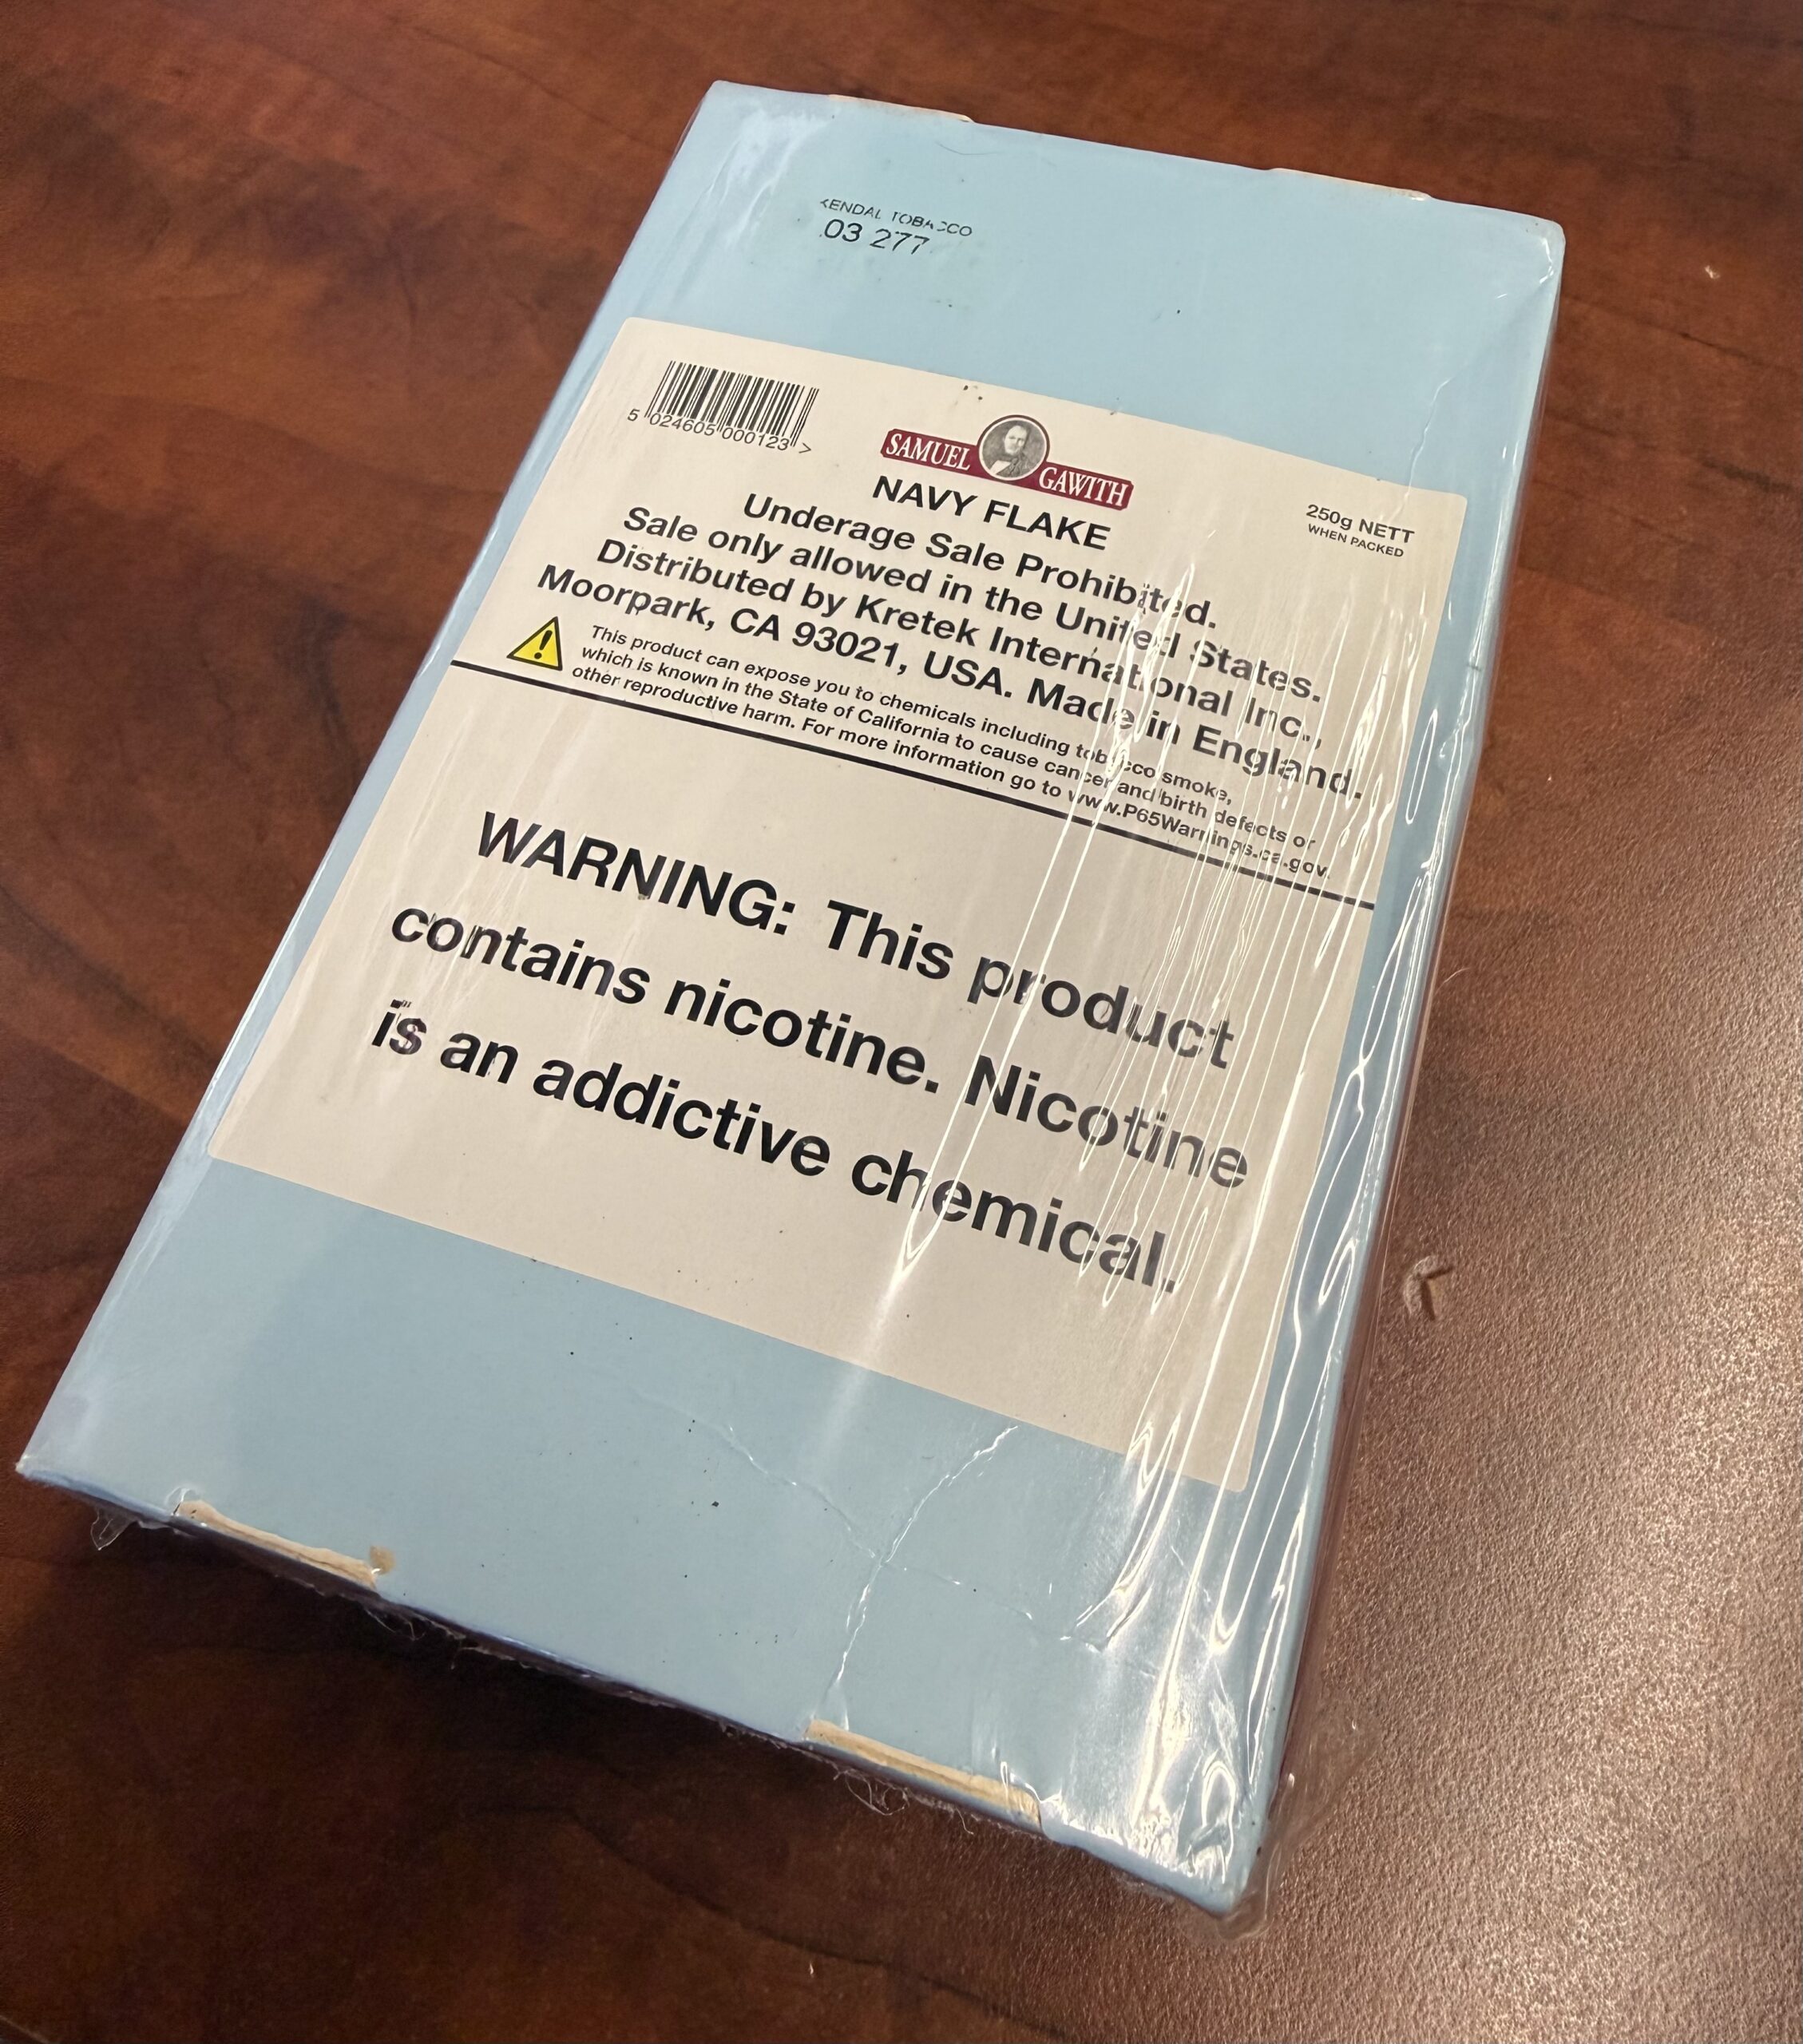 KENDAL TOBACCO
03 277
5 024605 000123 >
SAMUEL GAWITH
NAVY FLAKE
250g NETT
WHEN PACKED
Underage Sale Prohibited.
Sale only allowed in the United States.
Distributed by Kretek International Inc.,
Moorpark, CA 93021, USA. Made in England.
This product can expose you to chemicals including tobacco smoke,
which is known in the State of California to cause cancer and birth defects or
other reproductive harm. For more information go to www.P65Warnings.ca.gov.
WARNING: This product
contains nicotine. Nicotine
is an addictive chemical.